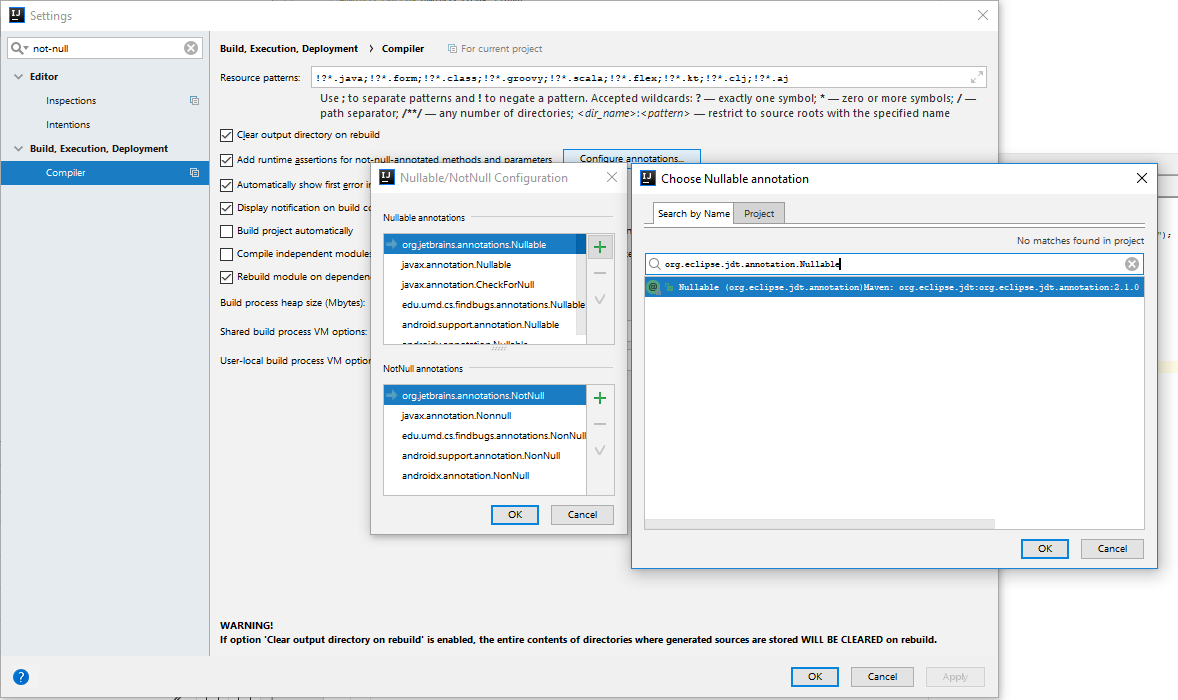 Settings
not-null
Editor
Inspections
Intentions
Build, Execution, Deployment
Compiler
Build, Execution, Deployment › Compiler For current project
Resource patterns: !?*.java;!?*.form;!?*.class;!?*.groovy;!?*.scala;!?*.flex;!?*.kt;!?*.clj;!?*.aj
Use ; to separate patterns and ! to negate a pattern. Accepted wildcards: ? — exactly one symbol; * — zero or more symbols; / —
path separator; /**/ — any number of directories; <dir_name>:<pattern> — restrict to source roots with the specified name
Clear output directory on rebuild
Add runtime assertions for not-null-annotated methods and parameters Configure annotations...
Automatically show first error in
Display notification on build co
Build project automatically
Compile independent modules
Rebuild module on dependenc
Build process heap size (Mbytes):
Shared build process VM options:
User-local build process VM option
Nullable/NotNull Configuration
Nullable annotations
org.jetbrains.annotations.Nullable
javax.annotation.Nullable
javax.annotation.CheckForNull
edu.umd.cs.findbugs.annotations.Nullable
android.support.annotation.Nullable
androidx.annotation.Nullable
NotNull annotations
org.jetbrains.annotations.NotNull
javax.annotation.Nonnull
edu.umd.cs.findbugs.annotations.NonNull
android.support.annotation.NonNull
androidx.annotation.NonNull
OK Cancel
Choose Nullable annotation
Search by Name Project
No matches found in project
org.eclipse.jdt.annotation.Nullable
Nullable (org.eclipse.jdt.annotation)Maven: org.eclipse.jdt:org.eclipse.jdt.annotation:2.1.0
OK Cancel
");
WARNING!
If option 'Clear output directory on rebuild' is enabled, the entire contents of directories where generated sources are stored WILL BE CLEARED on rebuild.
? OK Cancel Apply